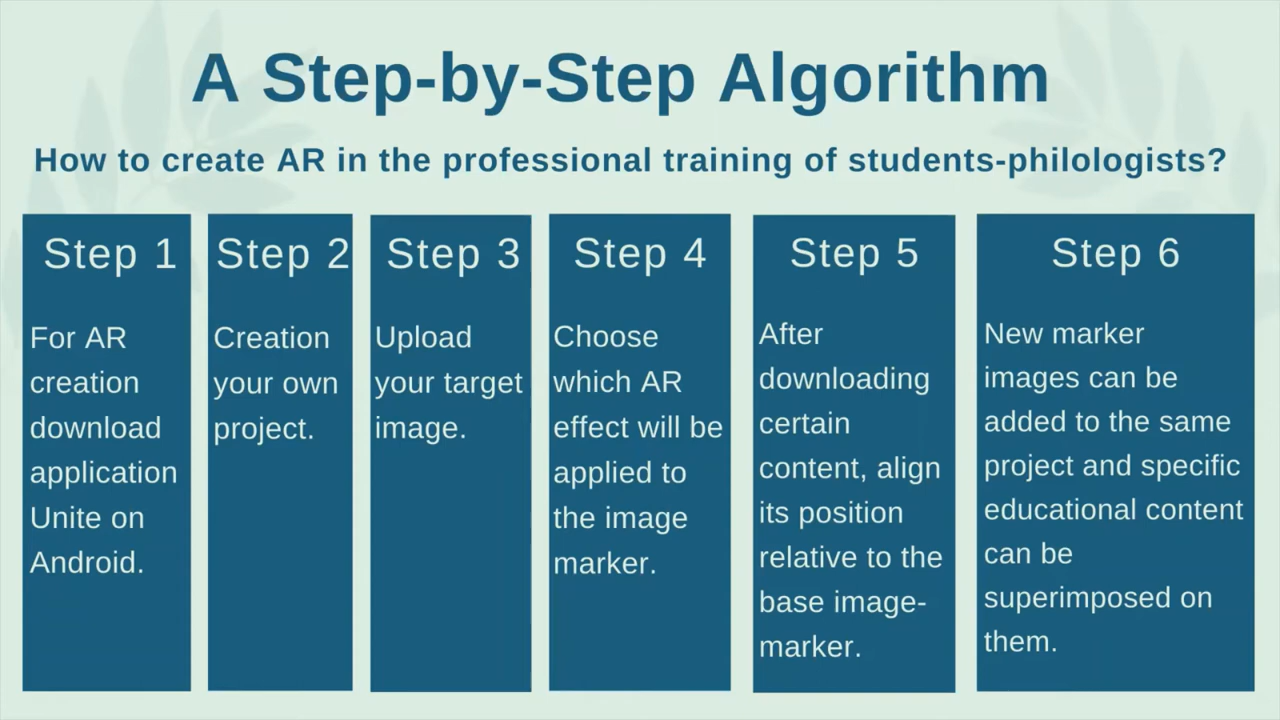 A Step-by-Step Algorithm
How to create AR in the professional training of students-philologists?
Step 1
For AR
creation
download
application
Unite on
Android.
Step 2
Creation
your own
project.
Step 3
Upload
your target
image.
Step 4
Choose
which AR
effect will be
applied to
the image
marker.
Step 5
After
downloading
certain
content, align
its position
relative to the
base image-
marker.
Step 6
New marker
images can be
added to the same
project and specific
educational content
can be
superimposed on
them.